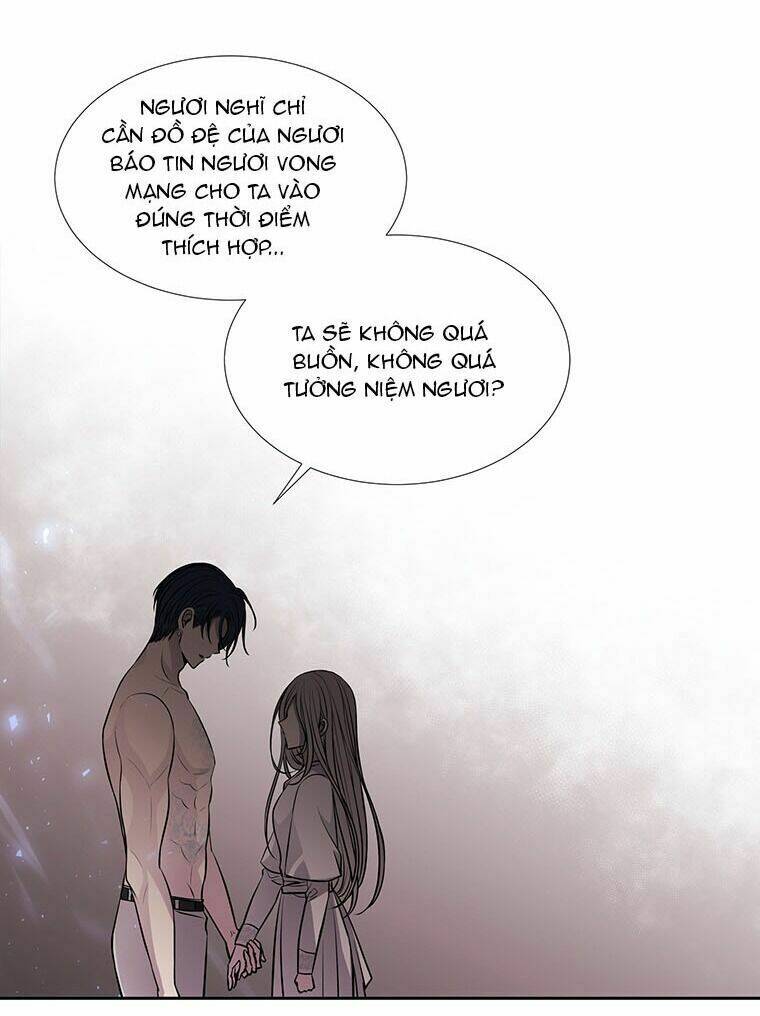 NGƯƠI NGHĨ CHỈ
CẦN ĐỒ ĐỆ CỦA NGƯƠI
BÁO TIN NGƯƠI VONG
MẠNG CHO TA VÀO
ĐÚNG THỜI ĐIỂM
THÍCH HỢP...
TA SẼ KHÔNG QUÁ
BUỒN, KHÔNG QUÁ
TƯỞNG NIỆM NGƯƠI?